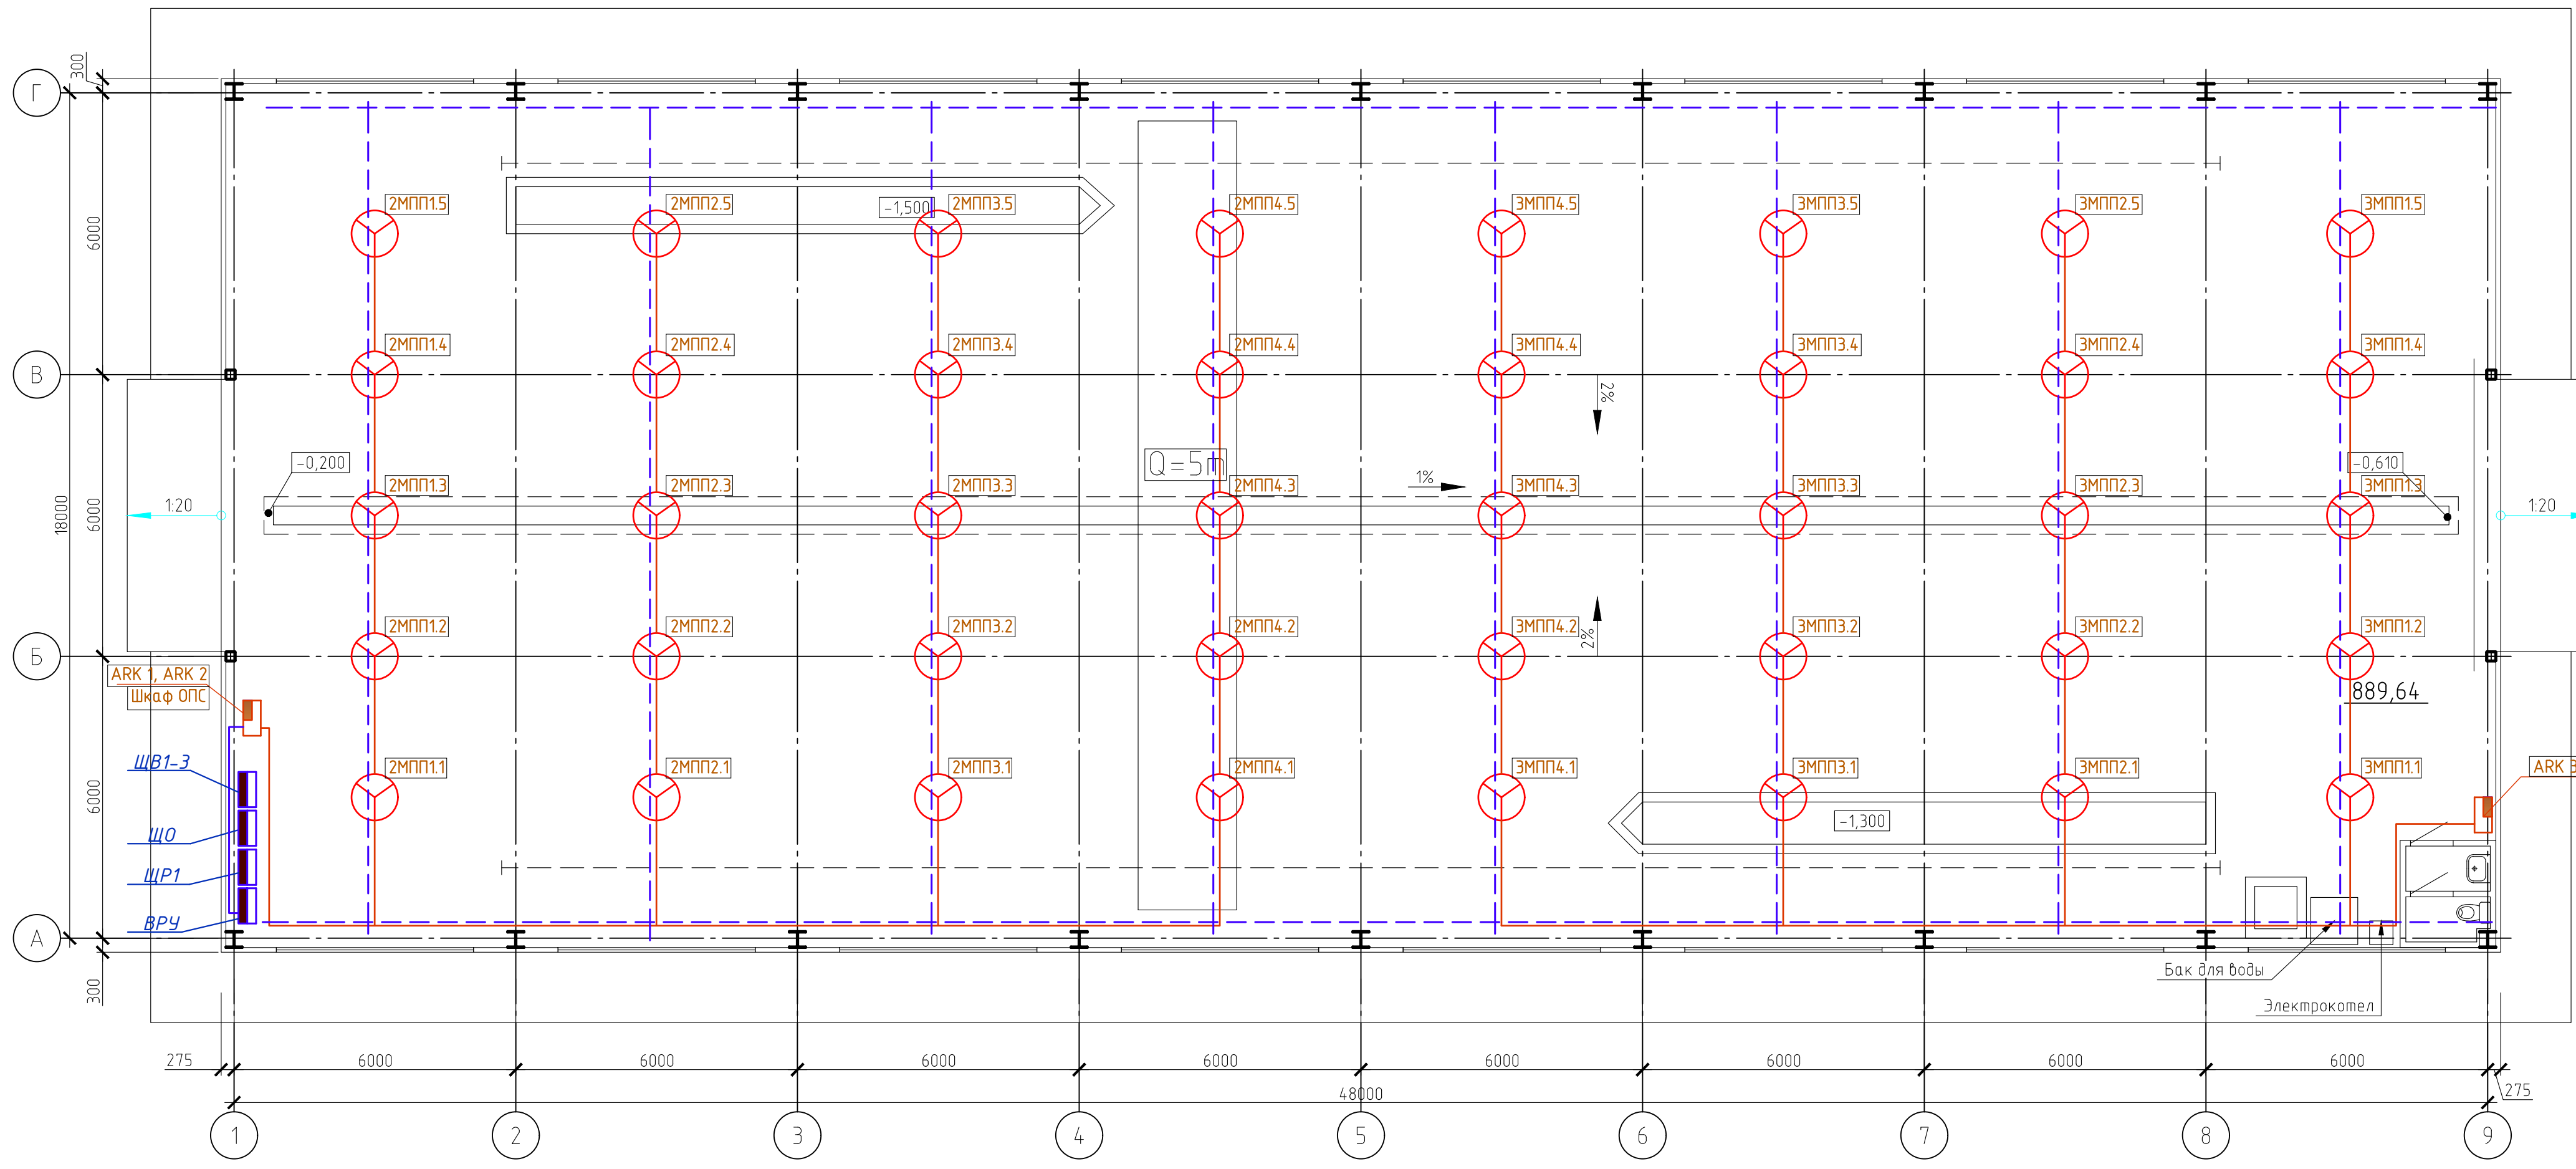 300
Г
2МПП1.5
2МПП2.5
-1,500
2МПП3.5
2МПП4.5
3МПП4.5
3МПП3.5
3МПП2.5
3МПП1.5
6000
2МПП1.4
2МПП2.4
2МПП3.4
2МПП4.4
3МПП4.4
3МПП3.4
3МПП2.4
3МПП1.4
В
2%
-0,200
Q=5т
-0,610
1%
2МПП1.3
2МПП2.3
2МПП3.3
2МПП4.3
3МПП4.3
3МПП3.3
3МПП2.3
3МПП1.3
18000
6000
1:20
1:20
2МПП1.2
2МПП2.2
2МПП3.2
2МПП4.2
3МПП4.2
2%
3МПП3.2
3МПП2.2
3МПП1.2
Б
ARK 1, ARK 2
Шкаф ОПС
889,64
ЩВ1-3
2МПП1.1
2МПП2.1
2МПП3.1
2МПП4.1
3МПП4.1
3МПП3.1
3МПП2.1
3МПП1.1
ARK 3
6000
-1,300
ЩО
ЩР1
ВРУ
А
300
Бак для воды
Электрокотел
275
6000
6000
6000
6000
6000
6000
6000
6000
48000
275
1
2
3
4
5
6
7
8
9